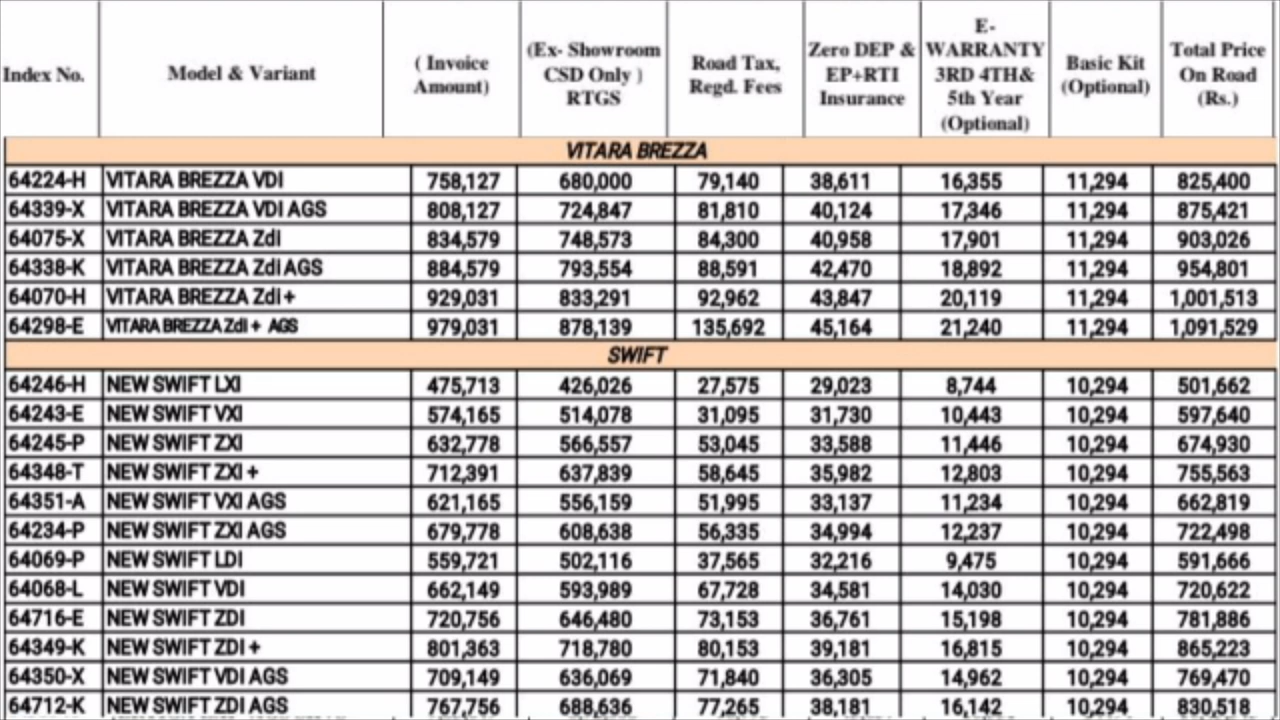 Index No. Model & Variant ( Invoice Amount) (Ex- Showroom CSD Only ) RTGS Road Tax, Regd. Fees Zero DEP & EP+RTI Insurance E-WARRANTY 3RD 4TH& 5th Year (Optional) Basic Kit (Optional) Total Price On Road (Rs.)
VITARA BREZZA
64224-H VITARA BREZZA VDI 758,127 680,000 79,140 38,611 16,355 11,294 825,400
64339-X VITARA BREZZA VDI AGS 808,127 724,847 81,810 40,124 17,346 11,294 875,421
64075-X VITARA BREZZA ZdI 834,579 748,573 84,300 40,958 17,901 11,294 903,026
64338-K VITARA BREZZA ZdI AGS 884,579 793,554 88,591 42,470 18,892 11,294 954,801
64070-H VITARA BREZZA ZdI + 929,031 833,291 92,962 43,847 20,119 11,294 1,001,513
64298-E VITARA BREZZA ZdI + AGS 979,031 878,139 135,692 45,164 21,240 11,294 1,091,529
SWIFT
64246-H NEW SWIFT LXI 475,713 426,026 27,575 29,023 8,744 10,294 501,662
64243-E NEW SWIFT VXI 574,165 514,078 31,095 31,730 10,443 10,294 597,640
64245-P NEW SWIFT ZXI 632,778 566,557 53,045 33,588 11,446 10,294 674,930
64348-T NEW SWIFT ZXI + 712,391 637,839 58,645 35,982 12,803 10,294 755,563
64351-A NEW SWIFT VXI AGS 621,165 556,159 51,995 33,137 11,234 10,294 662,819
64234-P NEW SWIFT ZXI AGS 679,778 608,638 56,335 34,994 12,237 10,294 722,498
64069-P NEW SWIFT LDI 559,721 502,116 37,565 32,216 9,475 10,294 591,666
64068-L NEW SWIFT VDI 662,149 593,989 67,728 34,581 14,030 10,294 720,622
64716-E NEW SWIFT ZDI 720,756 646,480 73,153 36,761 15,198 10,294 781,886
64349-K NEW SWIFT ZDI + 801,363 718,780 80,153 39,181 16,815 10,294 865,223
64350-X NEW SWIFT VDI AGS 709,149 636,069 71,840 36,305 14,962 10,294 769,470
64712-K NEW SWIFT ZDI AGS 767,756 688,636 77,265 38,181 16,142 10,294 830,518